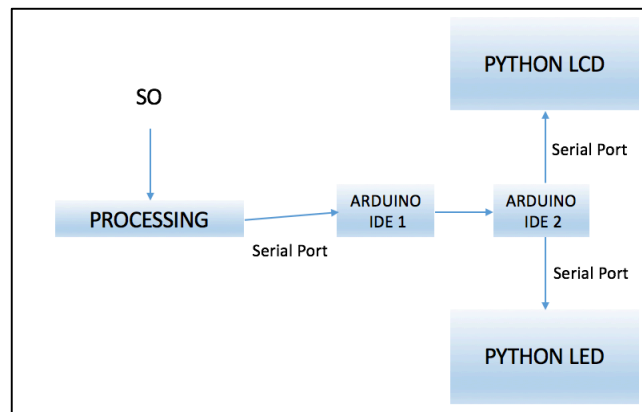 PYTHON LCD
SO
Serial Port
PROCESSING
ARDUINO
IDE 1
ARDUINO
IDE 2
Serial Port
Serial Port
PYTHON LED